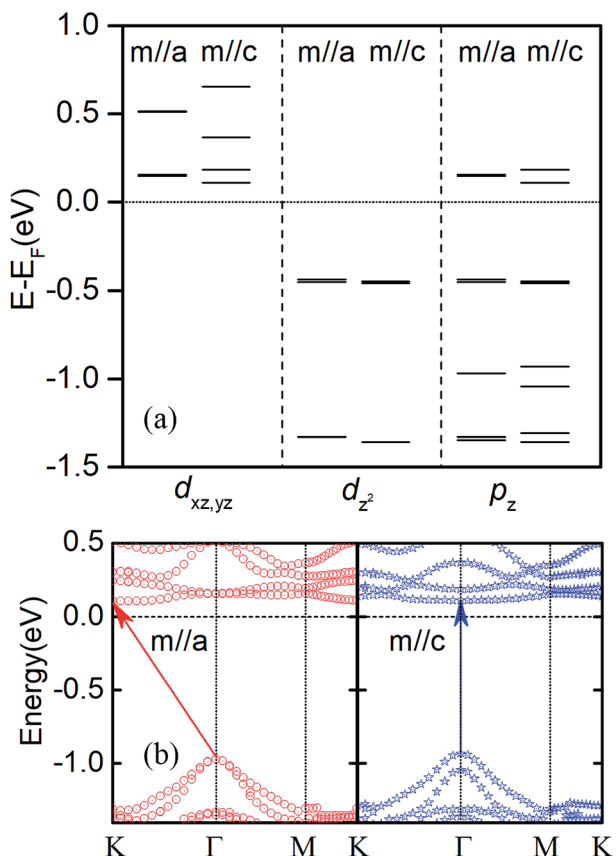 1.0
m//a m//c m//a m//c m//a m//c
0.5
0.0
-0.5
-1.0
-1.5
E-E_F(eV)
(a)
d_xz,yz d_z² p_z
0.5
0.0
-0.5
-1.0
Energy(eV)
m//a m//c
(b)
K Γ M K Γ M K